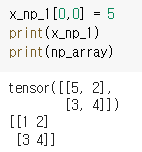 x_np_1[0,0] = 5
print(x_np_1)
print(np_array)
tensor([[5, 2],
        [3, 4]])
[[1 2]
 [3 4]]